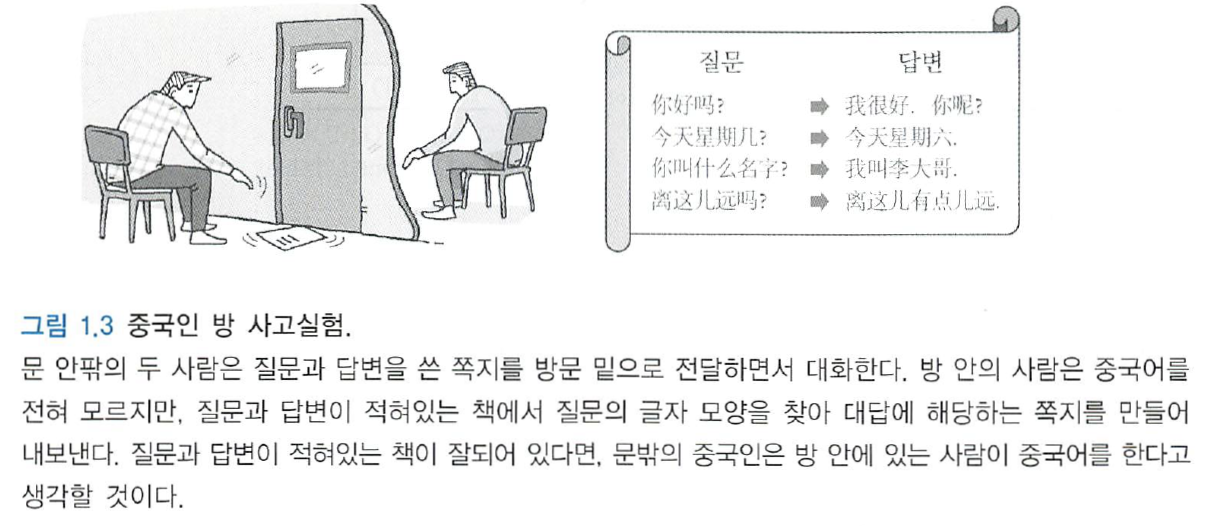 질문 답변
你好吗? ➡ 我很好. 你呢?
今天星期几? ➡ 今天星期六.
你叫什么名字? ➡ 我叫李大哥.
离这儿远吗? ➡ 离这儿有点儿远.
그림 1.3 중국인 방 사고실험.
문 안팎의 두 사람은 질문과 답변을 쓴 쪽지를 방문 밑으로 전달하면서 대화한다. 방 안의 사람은 중국어를
전혀 모르지만, 질문과 답변이 적혀있는 책에서 질문의 글자 모양을 찾아 대답에 해당하는 쪽지를 만들어
내보낸다. 질문과 답변이 적혀있는 책이 잘되어 있다면, 문밖의 중국인은 방 안에 있는 사람이 중국어를 한다고
생각할 것이다.